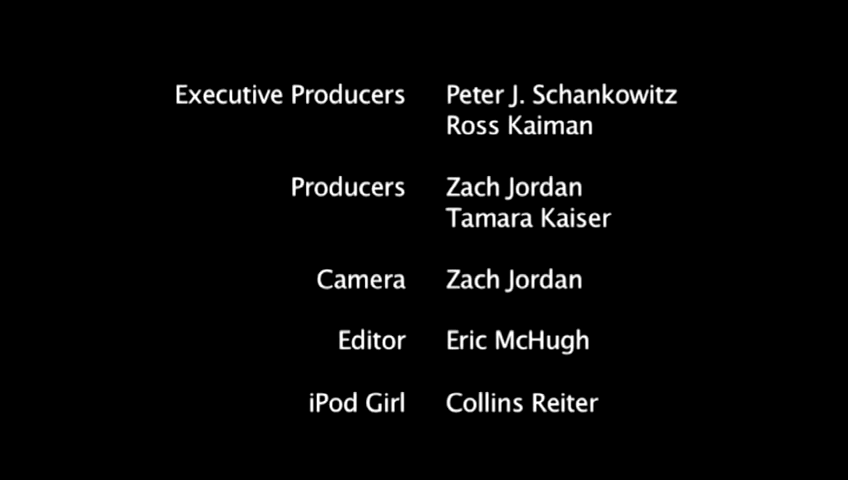 Executive Producers Peter J. Schankowitz
Ross Kaiman
Producers Zach Jordan
Tamara Kaiser
Camera Zach Jordan
Editor Eric McHugh
iPod Girl Collins Reiter